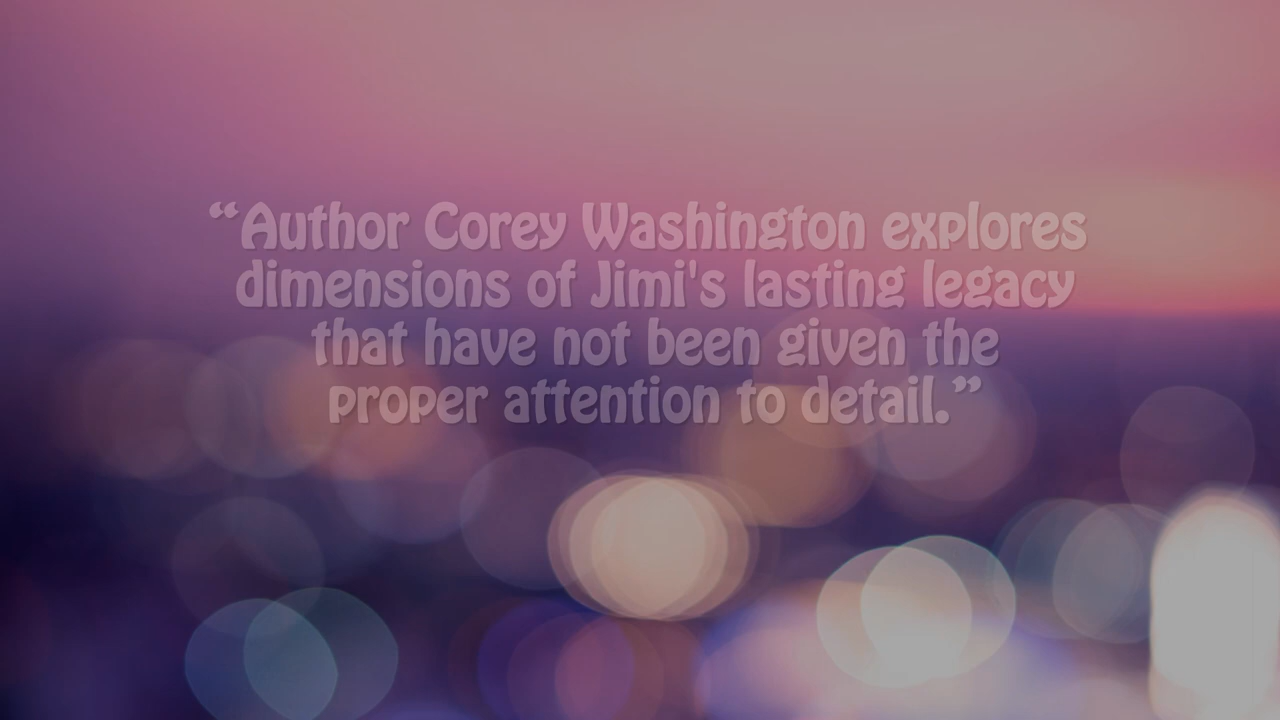 “Author Corey Washington explores
dimensions of Jimi's lasting legacy
that have not been given the
proper attention to detail.”